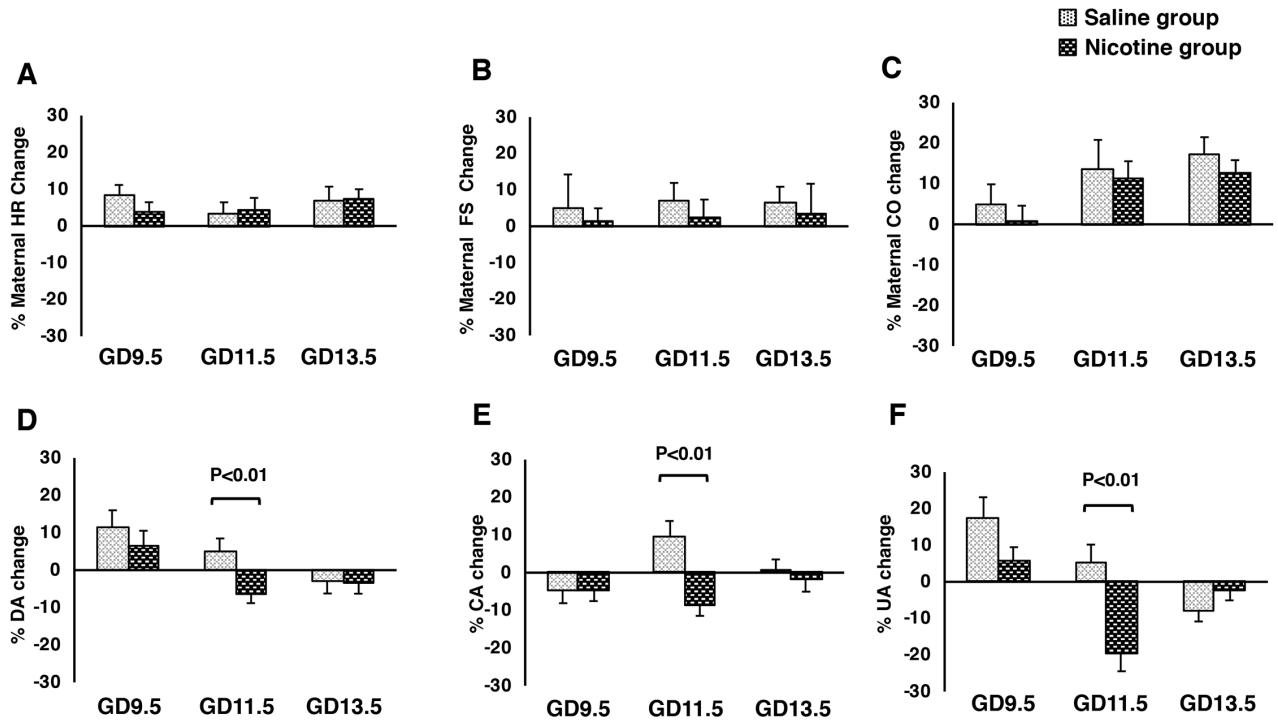 Saline group
Nicotine group
A
% Maternal HR Change
30
20
10
0
-10
-20
-30
GD9.5 GD11.5 GD13.5
B
% Maternal FS Change
30
20
10
0
-10
-20
-30
GD9.5 GD11.5 GD13.5
C
% Maternal CO change
30
20
10
0
-10
-20
-30
GD9.5 GD11.5 GD13.5
D
% DA change
30
20
10
0
-10
-20
-30
P<0.01
GD9.5 GD11.5 GD13.5
E
% CA change
30
20
10
0
-10
-20
-30
P<0.01
GD9.5 GD11.5 GD13.5
F
% UA change
30
20
10
0
-10
-20
-30
P<0.01
GD9.5 GD11.5 GD13.5